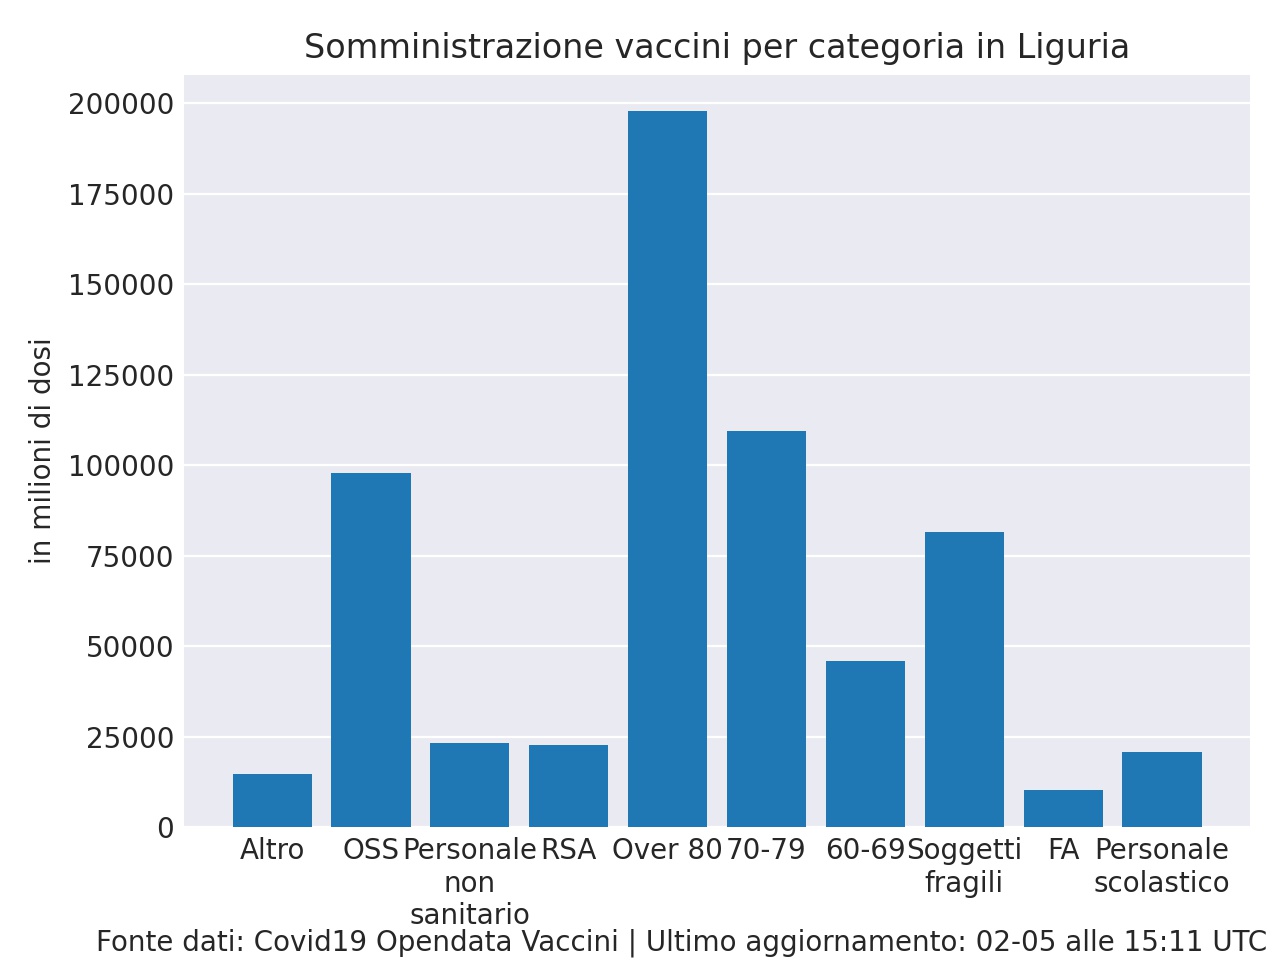 Somministrazione vaccini per categoria in Liguria
200000
175000
150000
125000
100000
75000
50000
25000
0
in milioni di dosi
Altro OSS Personale RSA Over 80 70-79 60-69 Soggetti FA Personale
non fragili scolastico
sanitario
Fonte dati: Covid19 Opendata Vaccini | Ultimo aggiornamento: 02-05 alle 15:11 UTC